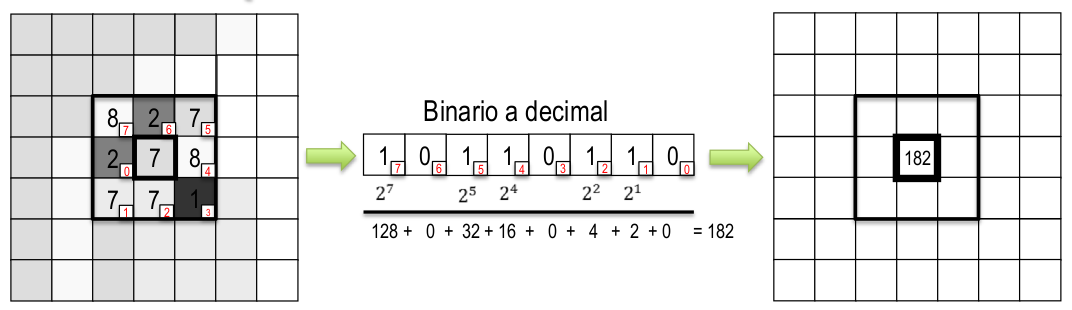 Binario a decimal
8 7 2 6 7 5
2 0 7 8 4
7 1 7 2 1 3
1 7 0 6 1 5 1 4 0 3 1 2 1 1 0 0
2⁷ 2⁵ 2⁴ 2² 2¹
128 + 0 + 32 + 16 + 0 + 4 + 2 + 0 = 182
182